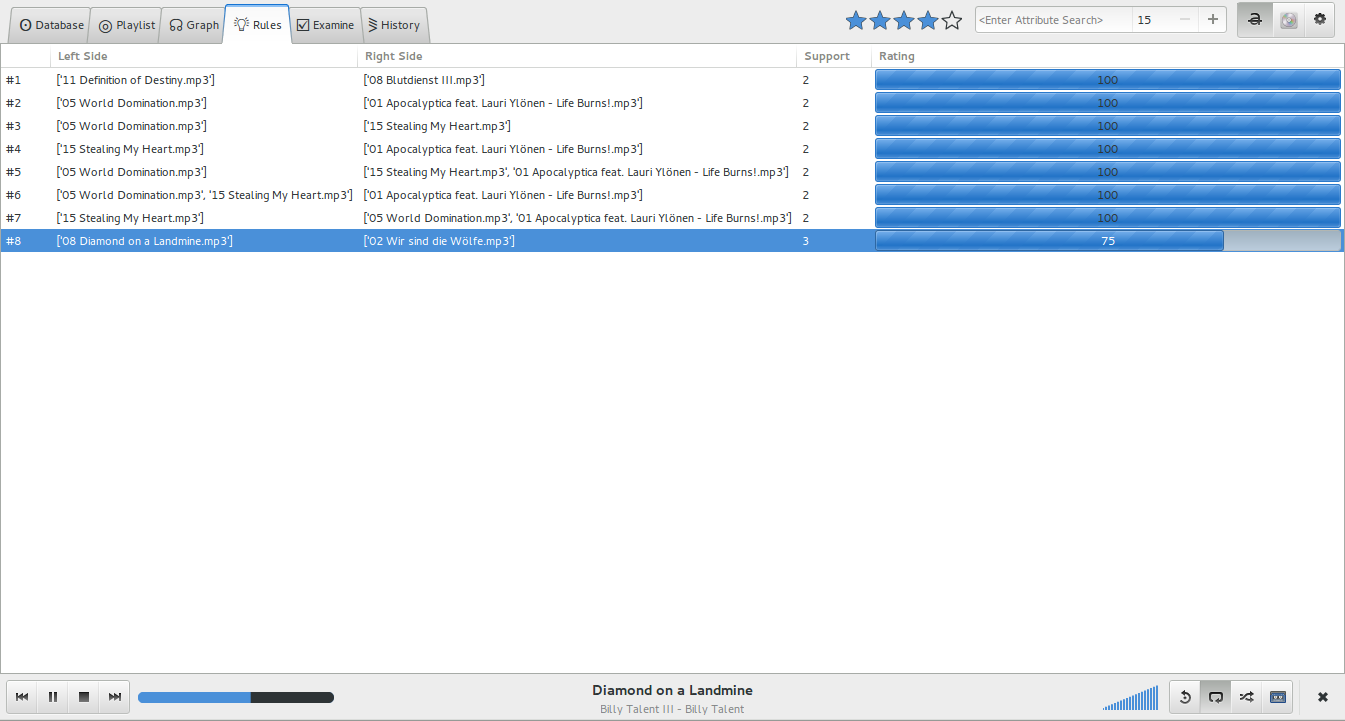 Database Playlist Graph Rules Examine History <Enter Attribute Search> 15 a
Left Side Right Side Support Rating
#1 ['11 Definition of Destiny.mp3'] ['08 Blutdienst III.mp3'] 2 100
#2 ['05 World Domination.mp3'] ['01 Apocalyptica feat. Lauri Ylönen - Life Burns!.mp3'] 2 100
#3 ['05 World Domination.mp3'] ['15 Stealing My Heart.mp3'] 2 100
#4 ['15 Stealing My Heart.mp3'] ['01 Apocalyptica feat. Lauri Ylönen - Life Burns!.mp3'] 2 100
#5 ['05 World Domination.mp3'] ['15 Stealing My Heart.mp3', '01 Apocalyptica feat. Lauri Ylönen - Life Burns!.mp3'] 2 100
#6 ['05 World Domination.mp3', '15 Stealing My Heart.mp3'] ['01 Apocalyptica feat. Lauri Ylönen - Life Burns!.mp3'] 2 100
#7 ['15 Stealing My Heart.mp3'] ['05 World Domination.mp3', '01 Apocalyptica feat. Lauri Ylönen - Life Burns!.mp3'] 2 100
#8 ['08 Diamond on a Landmine.mp3'] ['02 Wir sind die Wölfe.mp3'] 3 75
Diamond on a Landmine
Billy Talent III - Billy Talent